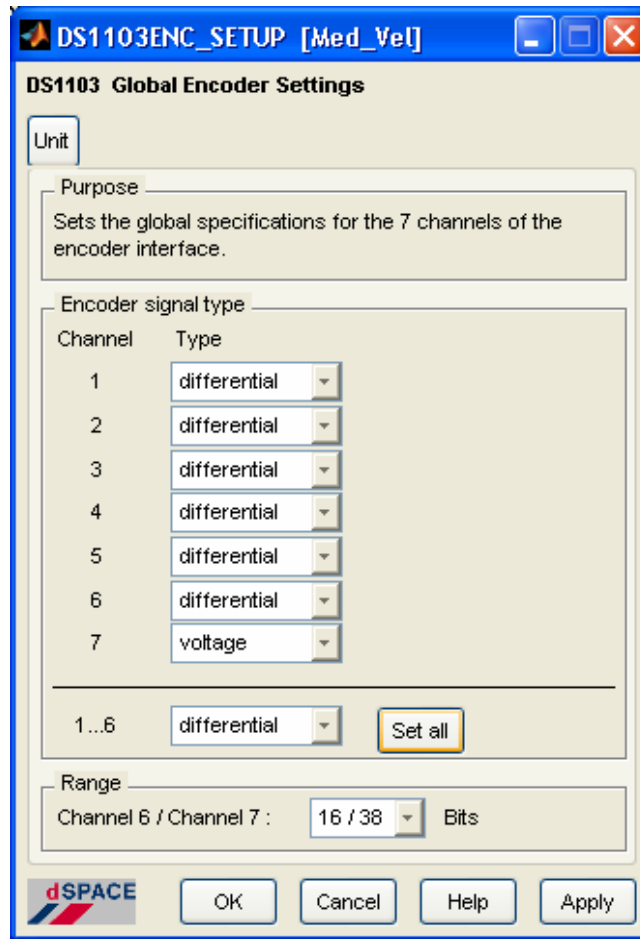 DS1103ENC_SETUP [Med_Vel]
DS1103 Global Encoder Settings
Unit
Purpose
Sets the global specifications for the 7 channels of the
encoder interface.
Encoder signal type
Channel Type
1 differential
2 differential
3 differential
4 differential
5 differential
6 differential
7 voltage
1...6 differential Set all
Range
Channel 6 / Channel 7 : 16 / 38 Bits
dSPACE OK Cancel Help Apply